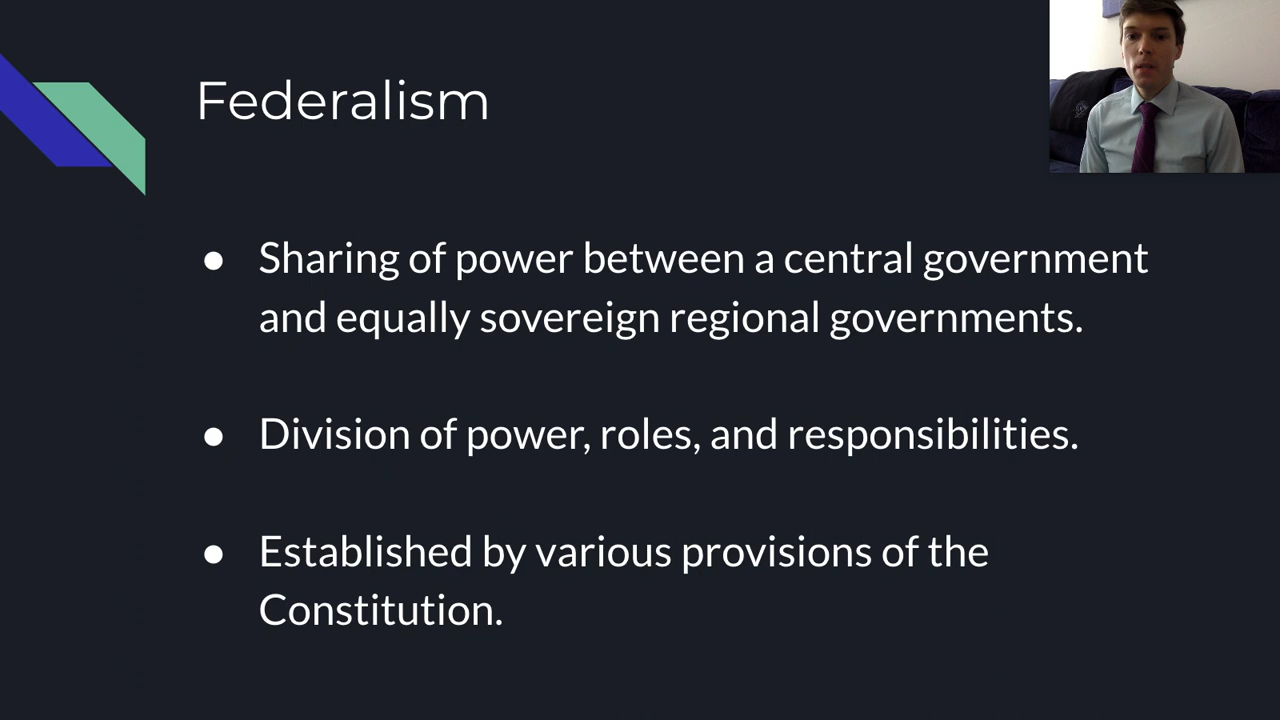 Federalism
● Sharing of power between a central government
and equally sovereign regional governments.
● Division of power, roles, and responsibilities.
● Established by various provisions of the
Constitution.